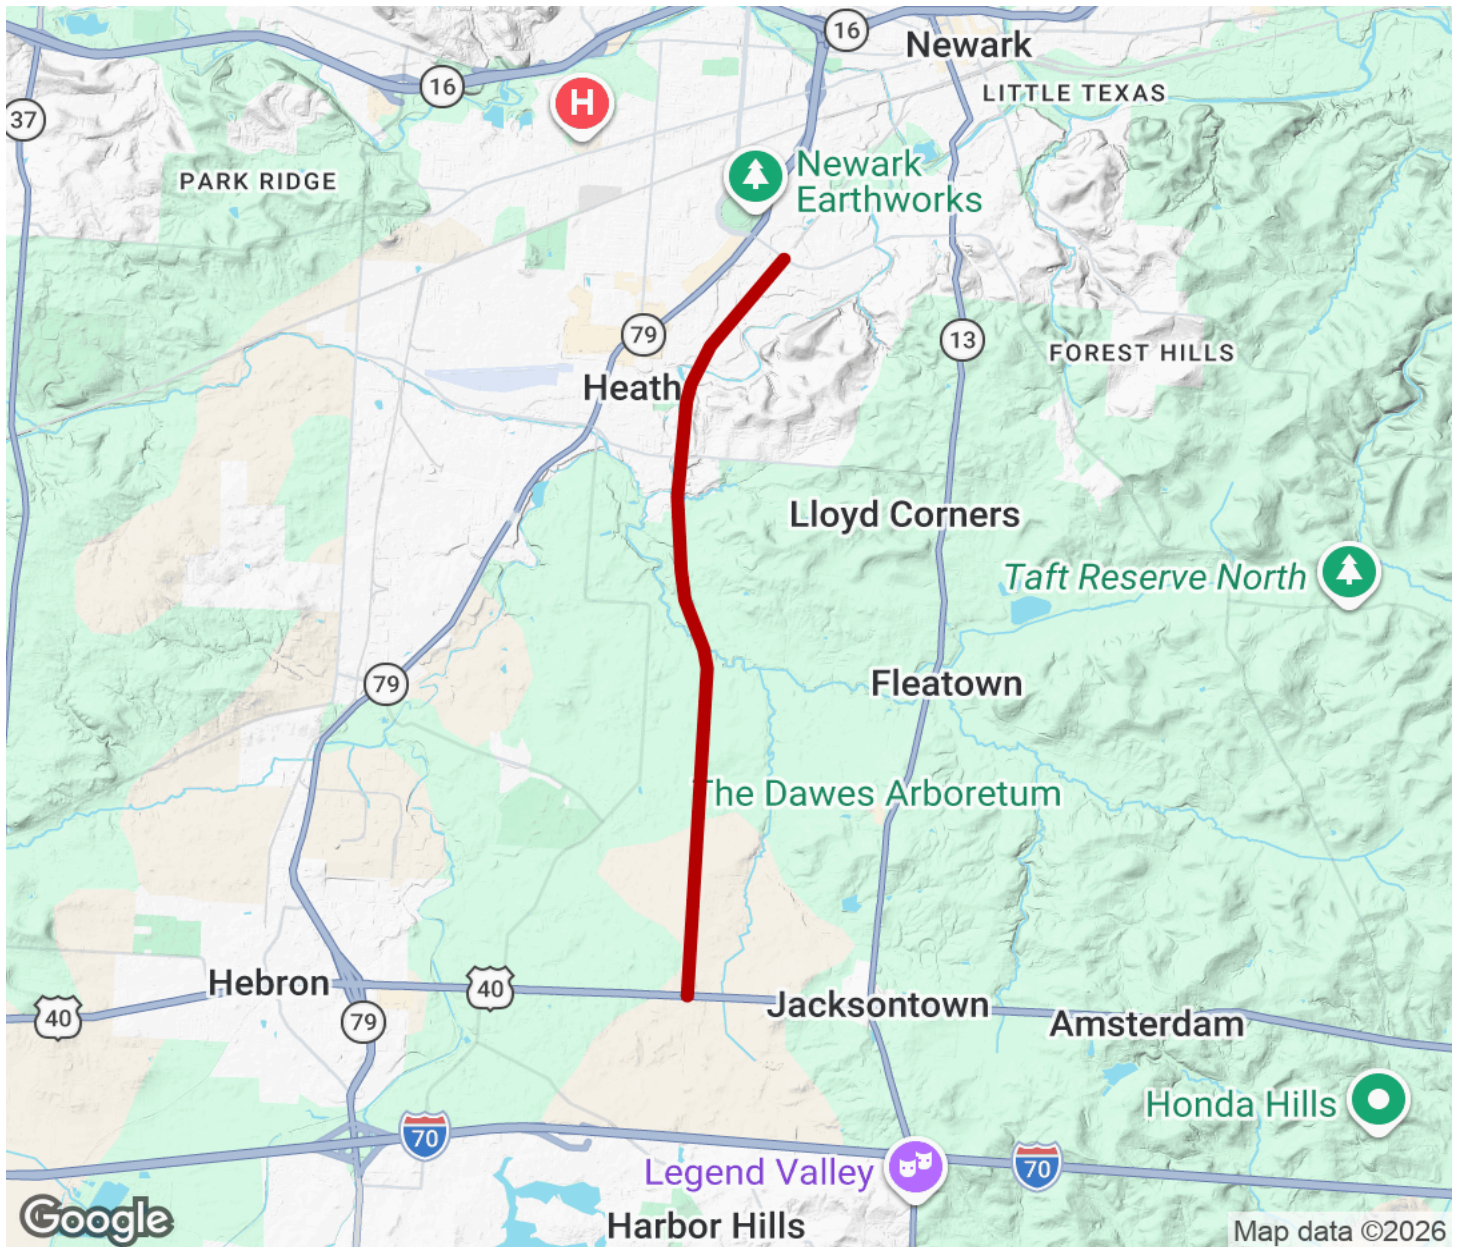 16
Newark
LITTLE TEXAS
16
H
37
Newark
Earthworks
PARK RIDGE
79
13
FOREST HILLS
Heath
Lloyd Corners
Taft Reserve North
79
Fleatown
The Dawes Arboretum
Hebron
40
Jacksontown
40
79
Amsterdam
Honda Hills
70
Legend Valley
70
Google
Harbor Hills
Map data ©2026